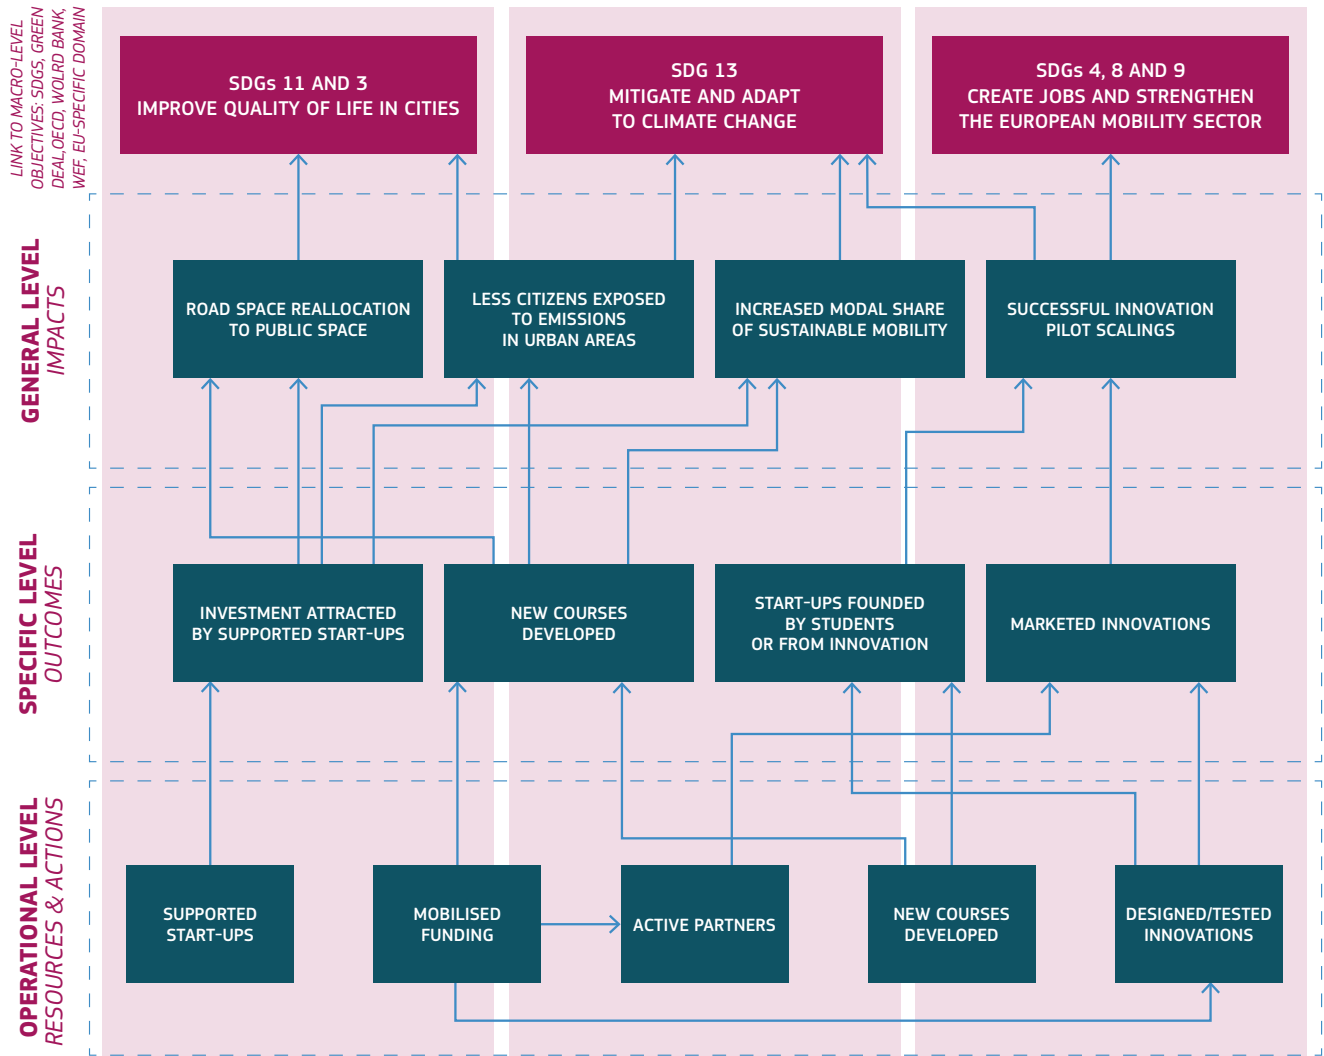 LINK TO MACRO-LEVEL
OBJECTIVES: SDGS, GREEN
DEAL,OECD, WOLRD BANK,
WEF, EU-SPECIFIC DOMAIN
SDGs 11 AND 3
IMPROVE QUALITY OF LIFE IN CITIES
SDG 13
MITIGATE AND ADAPT
TO CLIMATE CHANGE
SDGs 4, 8 AND 9
CREATE JOBS AND STRENGTHEN
THE EUROPEAN MOBILITY SECTOR
GENERAL LEVEL
IMPACTS
ROAD SPACE REALLOCATION
TO PUBLIC SPACE
LESS CITIZENS EXPOSED
TO EMISSIONS
IN URBAN AREAS
INCREASED MODAL SHARE
OF SUSTAINABLE MOBILITY
SUCCESSFUL INNOVATION
PILOT SCALINGS
SPECIFIC LEVEL
OUTCOMES
INVESTMENT ATTRACTED
BY SUPPORTED START-UPS
NEW COURSES
DEVELOPED
START-UPS FOUNDED
BY STUDENTS
OR FROM INNOVATION
MARKETED INNOVATIONS
OPERATIONAL LEVEL
RESOURCES & ACTIONS
SUPPORTED
START-UPS
MOBILISED
FUNDING
ACTIVE PARTNERS
NEW COURSES
DEVELOPED
DESIGNED/TESTED
INNOVATIONS